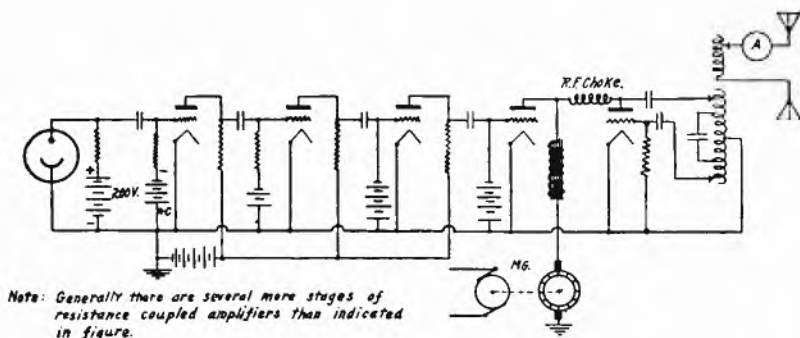 R.F. Choke.
A
+
200V.
-
-
M.G.
Note: Generally there are several more stages of
resistance coupled amplifiers than indicated
in figure.